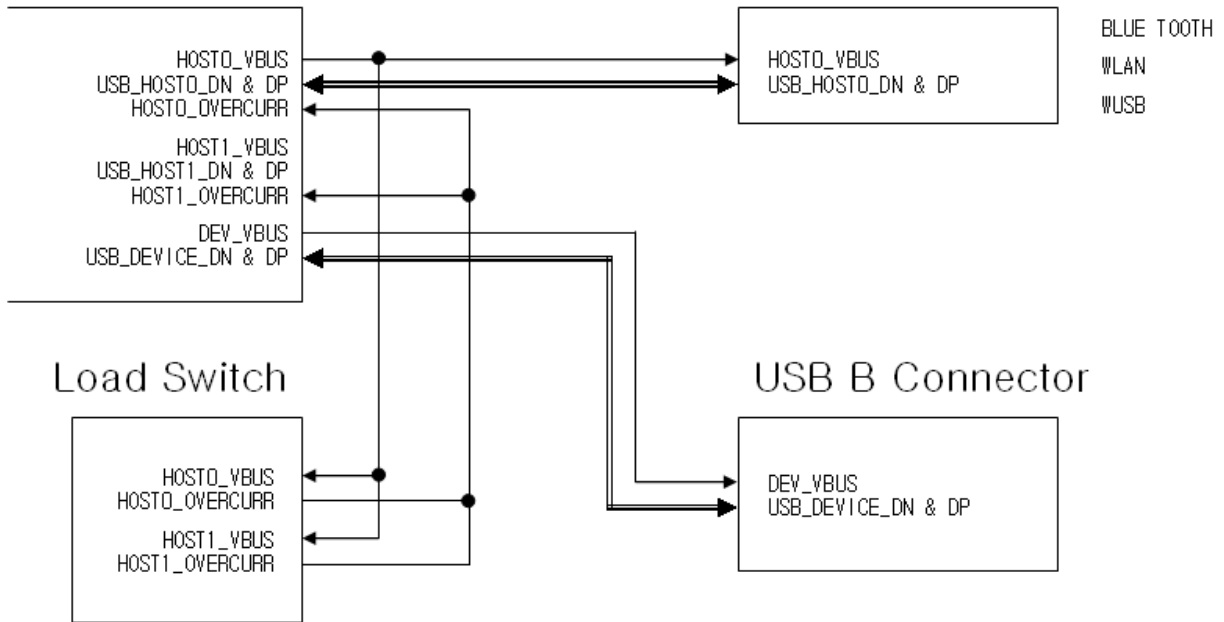 HOST0_VBUS
USB_HOST0_DN & DP
HOST0_OVERCURR
HOST1_VBUS
USB_HOST1_DN & DP
HOST1_OVERCURR
DEV_VBUS
USB_DEVICE_DN & DP
HOST0_VBUS
USB_HOST0_DN & DP
BLUE TOOTH
WLAN
WUSB
Load Switch
HOST0_VBUS
HOST0_OVERCURR
HOST1_VBUS
HOST1_OVERCURR
USB B Connector
DEV_VBUS
USB_DEVICE_DN & DP